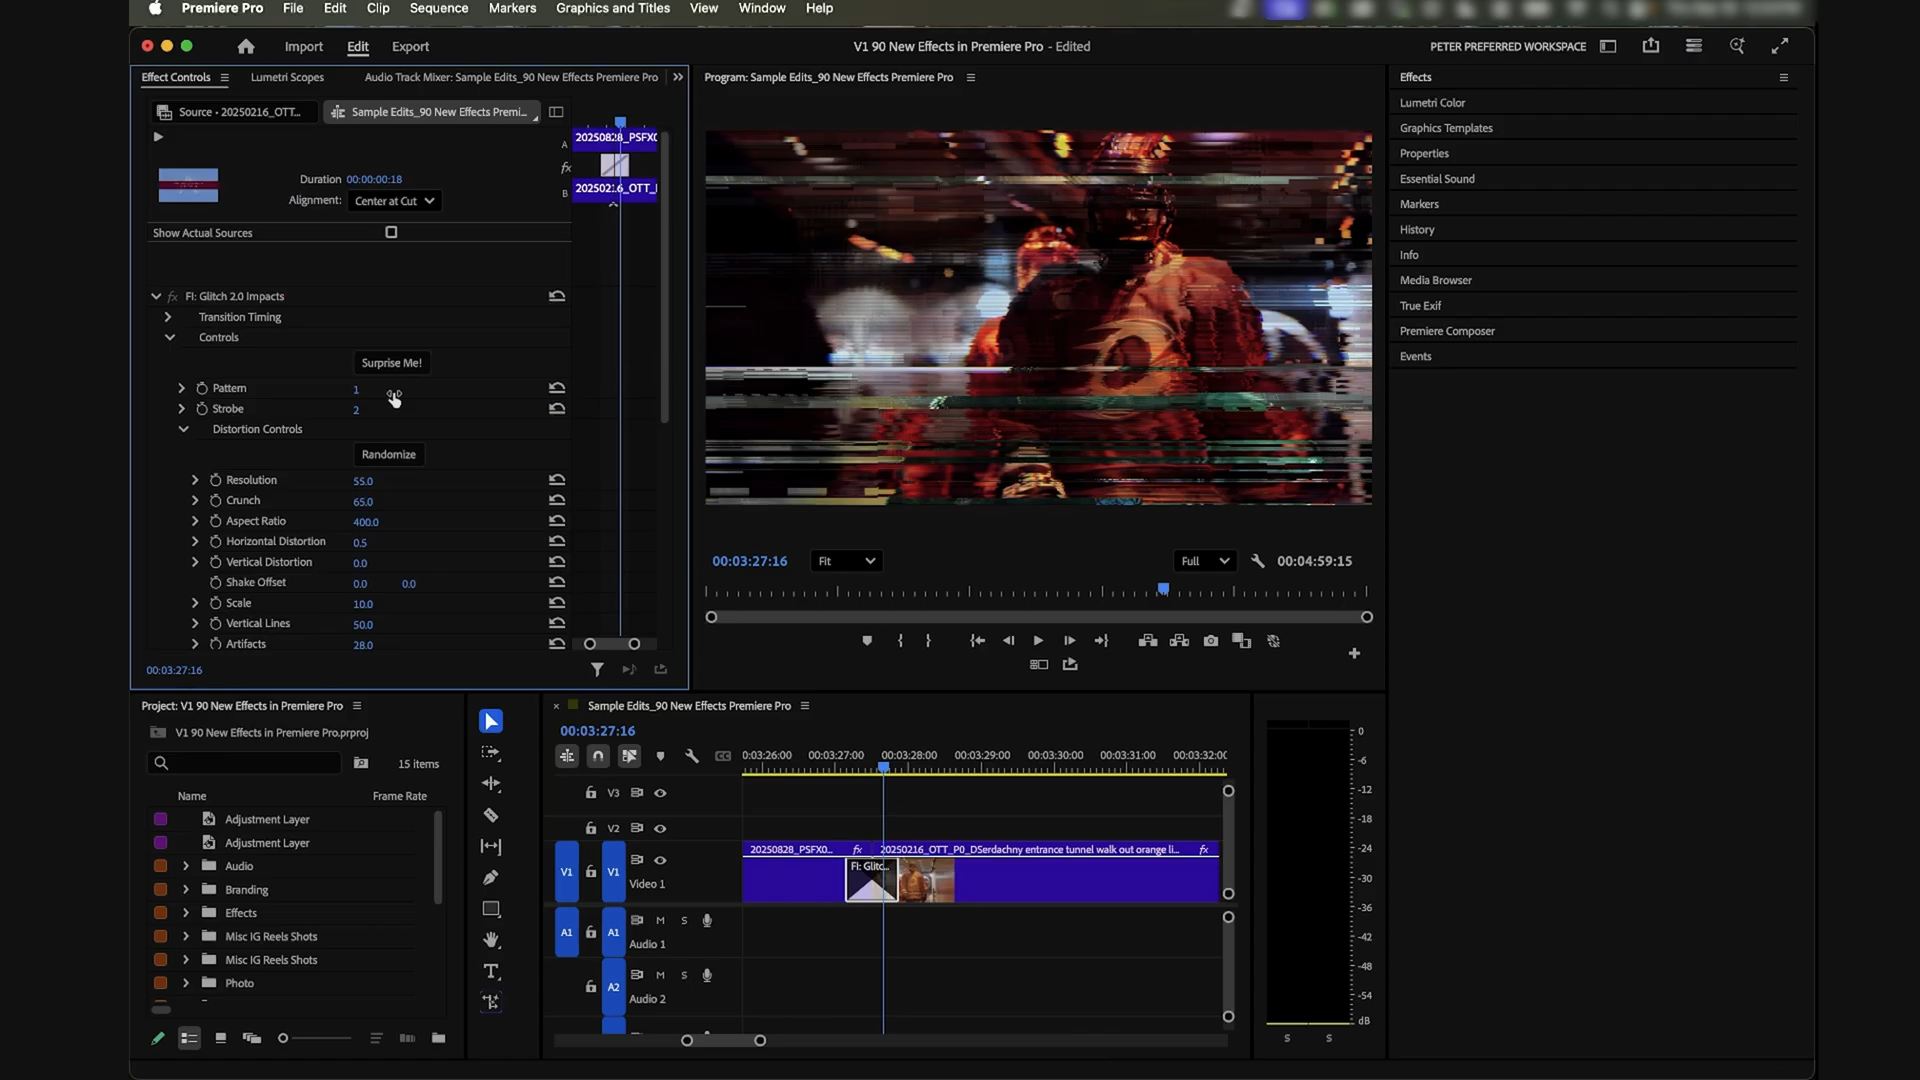 Premiere Pro File Edit Clip Sequence Markers Graphics and Titles View Window Help
Import Edit Export V1 90 New Effects in Premiere Pro - Edited PETER PREFERRED WORKSPACE
Effect Controls Lumetri Scopes Audio Track Mixer: Sample Edits_90 New Effects Premiere Pro
Source • 20250216_OTT... Sample Edits_90 New Effects Premi...
A 20250828_PSFX0
fx
B 20250216_OTT_
Duration 00:00:00:18
Alignment: Center at Cut
Show Actual Sources
fx FI: Glitch 2.0 Impacts
Transition Timing
Controls
Surprise Me!
Pattern 1
Strobe 2
Distortion Controls
Randomize
Resolution 55.0
Crunch 65.0
Aspect Ratio 400.0
Horizontal Distortion 0.5
Vertical Distortion 0.0
Shake Offset 0.0 0.0
Scale 10.0
Vertical Lines 50.0
Artifacts 28.0
00:03:27:16
Program: Sample Edits_90 New Effects Premiere Pro
00:03:27:16 Fit Full 00:04:59:15
Effects
Lumetri Color
Graphics Templates
Properties
Essential Sound
Markers
History
Info
Media Browser
True Exif
Premiere Composer
Events
Project: V1 90 New Effects in Premiere Pro
V1 90 New Effects in Premiere Pro.prproj
15 items
Name Frame Rate
Adjustment Layer
Adjustment Layer
Audio
Branding
Effects
Misc IG Reels Shots
Misc IG Reels Shots
Photo
T
Sample Edits_90 New Effects Premiere Pro
00:03:27:16
CC
0:03:26:00 00:03:27:00 00:03:28:00 00:03:29:00 00:03:30:00 00:03:31:00 00:03:32:00
V3
V2
20250828_PSFX0... fx 20250216_OTT_P0_DSerdachny entrance tunnel walk out orange li... fx
V1 V1 Video 1
FI: Glitc...
A1 A1 M S
Audio 1
A2 M S
Audio 2
0
-6
-12
-18
-24
-30
-36
-42
-48
-54
dB
S S